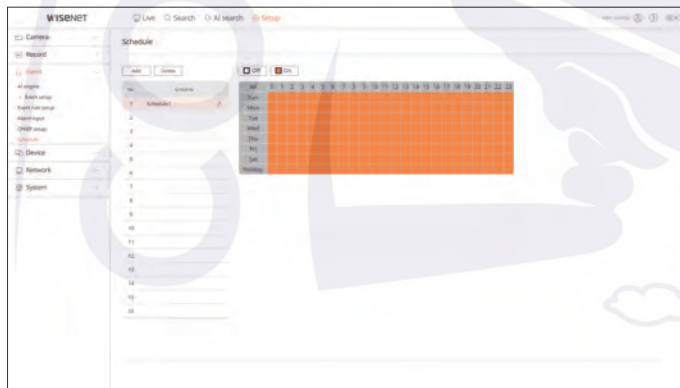 WISENET Live Search AI search Setup
Camera
Record
Event
AI engine
Event setup
Event rule setup
Alarm input
ONVIF setup
Schedule
Device
Network
System
Schedule
Add Delete
No. Schedule
1 Schedule1
2
3
4
5
6
7
8
9
10
11
12
13
14
15
16
Off On
All 0 1 2 3 4 5 6 7 8 9 10 11 12 13 14 15 16 17 18 19 20 21 22 23
Sun
Mon
Tue
Wed
Thu
Fri
Sat
Holiday